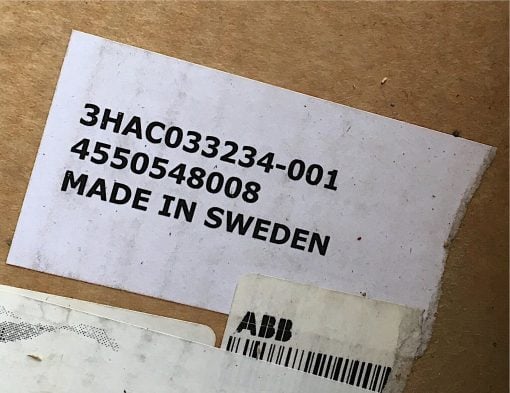 3HAC033234-001
4550548008
MADE IN SWEDEN
ABB